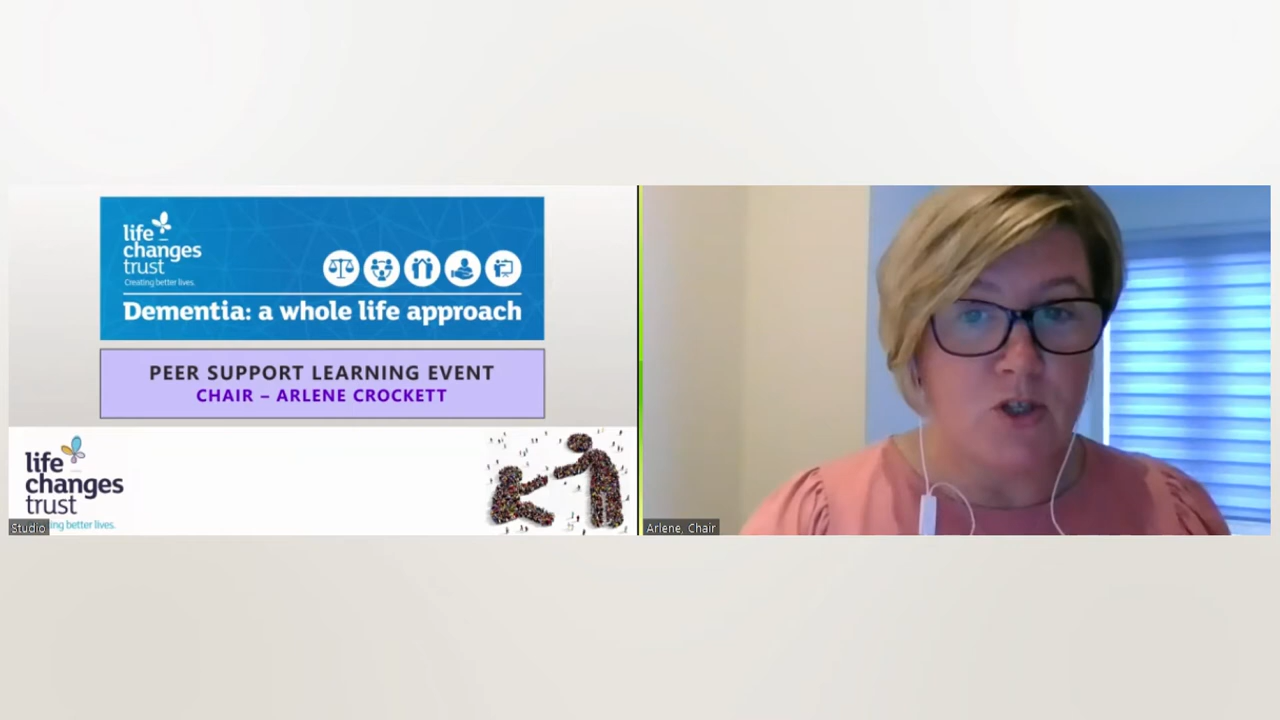 life
changes
trust
Creating better lives.
Dementia: a whole life approach
PEER SUPPORT LEARNING EVENT
CHAIR – ARLENE CROCKETT
life
changes
trust
ing better lives.
Studio
Arlene, Chair